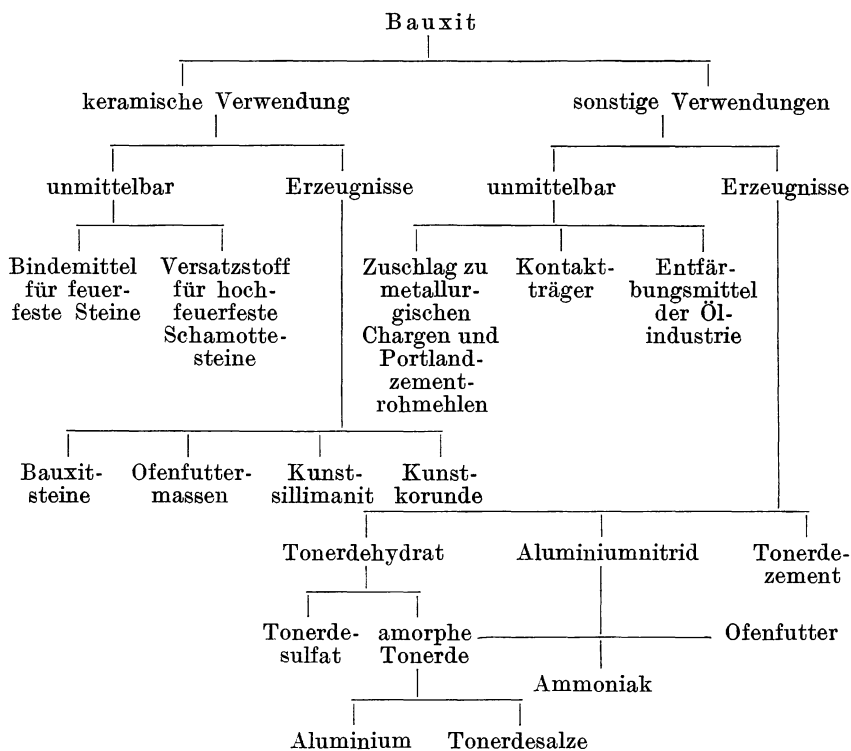 Bauxit
keramische Verwendung
sonstige Verwendungen
unmittelbar
Erzeugnisse
unmittelbar
Erzeugnisse
Bindemittel
für feuer-
feste Steine
Versatzstoff
für hoch-
feuerfeste
Schamotte-
steine
Zuschlag zu
metallur-
gischen
Chargen und
Portland-
zement-
rohmehlen
Kontakt-
träger
Entfär-
bungsmittel
der Öl-
industrie
Bauxit-
steine
Ofenfutter-
massen
Kunst-
sillimanit
Kunst-
korunde
Tonerdehydrat
Aluminiumnitrid
Tonerde-
zement
Tonerde-
sulfat
amorphe
Tonerde
Ofenfutter
Ammoniak
Aluminium
Tonerdesalze